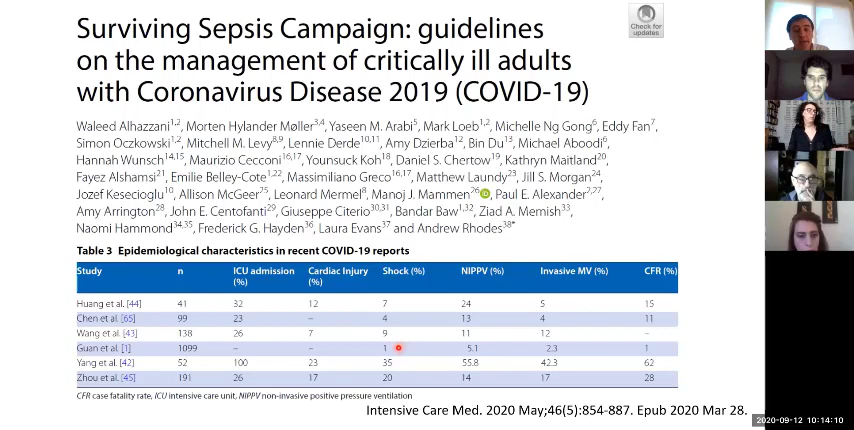 Surviving Sepsis Campaign: guidelines
on the management of critically ill adults
with Coronavirus Disease 2019 (COVID-19)
Check for
updates
Waleed Alhazzani1,2, Morten Hylander Møller3,4, Yaseen M. Arabi5, Mark Loeb1,2, Michelle Ng Gong6, Eddy Fan7,
Simon Oczkowski1,2, Mitchell M. Levy8,9, Lennie Derde10,11, Amy Dzierba12, Bin Du13, Michael Aboodi6,
Hannah Wunsch14,15, Maurizio Cecconi16,17, Younsuck Koh18, Daniel S. Chertow19, Kathryn Maitland20,
Fayez Alshamsi21, Emilie Belley-Cote1,22, Massimiliano Greco16,17, Matthew Laundy23, Jill S. Morgan24,
Jozef Kesecioglu10, Allison McGeer25, Leonard Mermel8, Manoj J. Mammen26 iD, Paul E. Alexander2,27,
Amy Arrington28, John E. Centofanti29, Giuseppe Citerio30,31, Bandar Baw1,32, Ziad A. Memish33,
Naomi Hammond34,35, Frederick G. Hayden36, Laura Evans37 and Andrew Rhodes38*
Table 3 Epidemiological characteristics in recent COVID-19 reports
Study n ICU admission (%) Cardiac Injury (%) Shock (%) NIPPV (%) Invasive MV (%) CFR (%)
Huang et al. [44] 41 32 12 7 24 5 15
Chen et al. [65] 99 23 – 4 13 4 11
Wang et al. [43] 138 26 7 9 11 12 –
Guan et al. [1] 1099 – – 1 5.1 2.3 1
Yang et al. [42] 52 100 23 35 55.8 42.3 62
Zhou et al. [45] 191 26 17 20 14 17 28
CFR case fatality rate, ICU intensive care unit, NIPPV non-invasive positive pressure ventilation
Intensive Care Med. 2020 May;46(5):854-887. Epub 2020 Mar 28.
2020-09-12 10:14:10